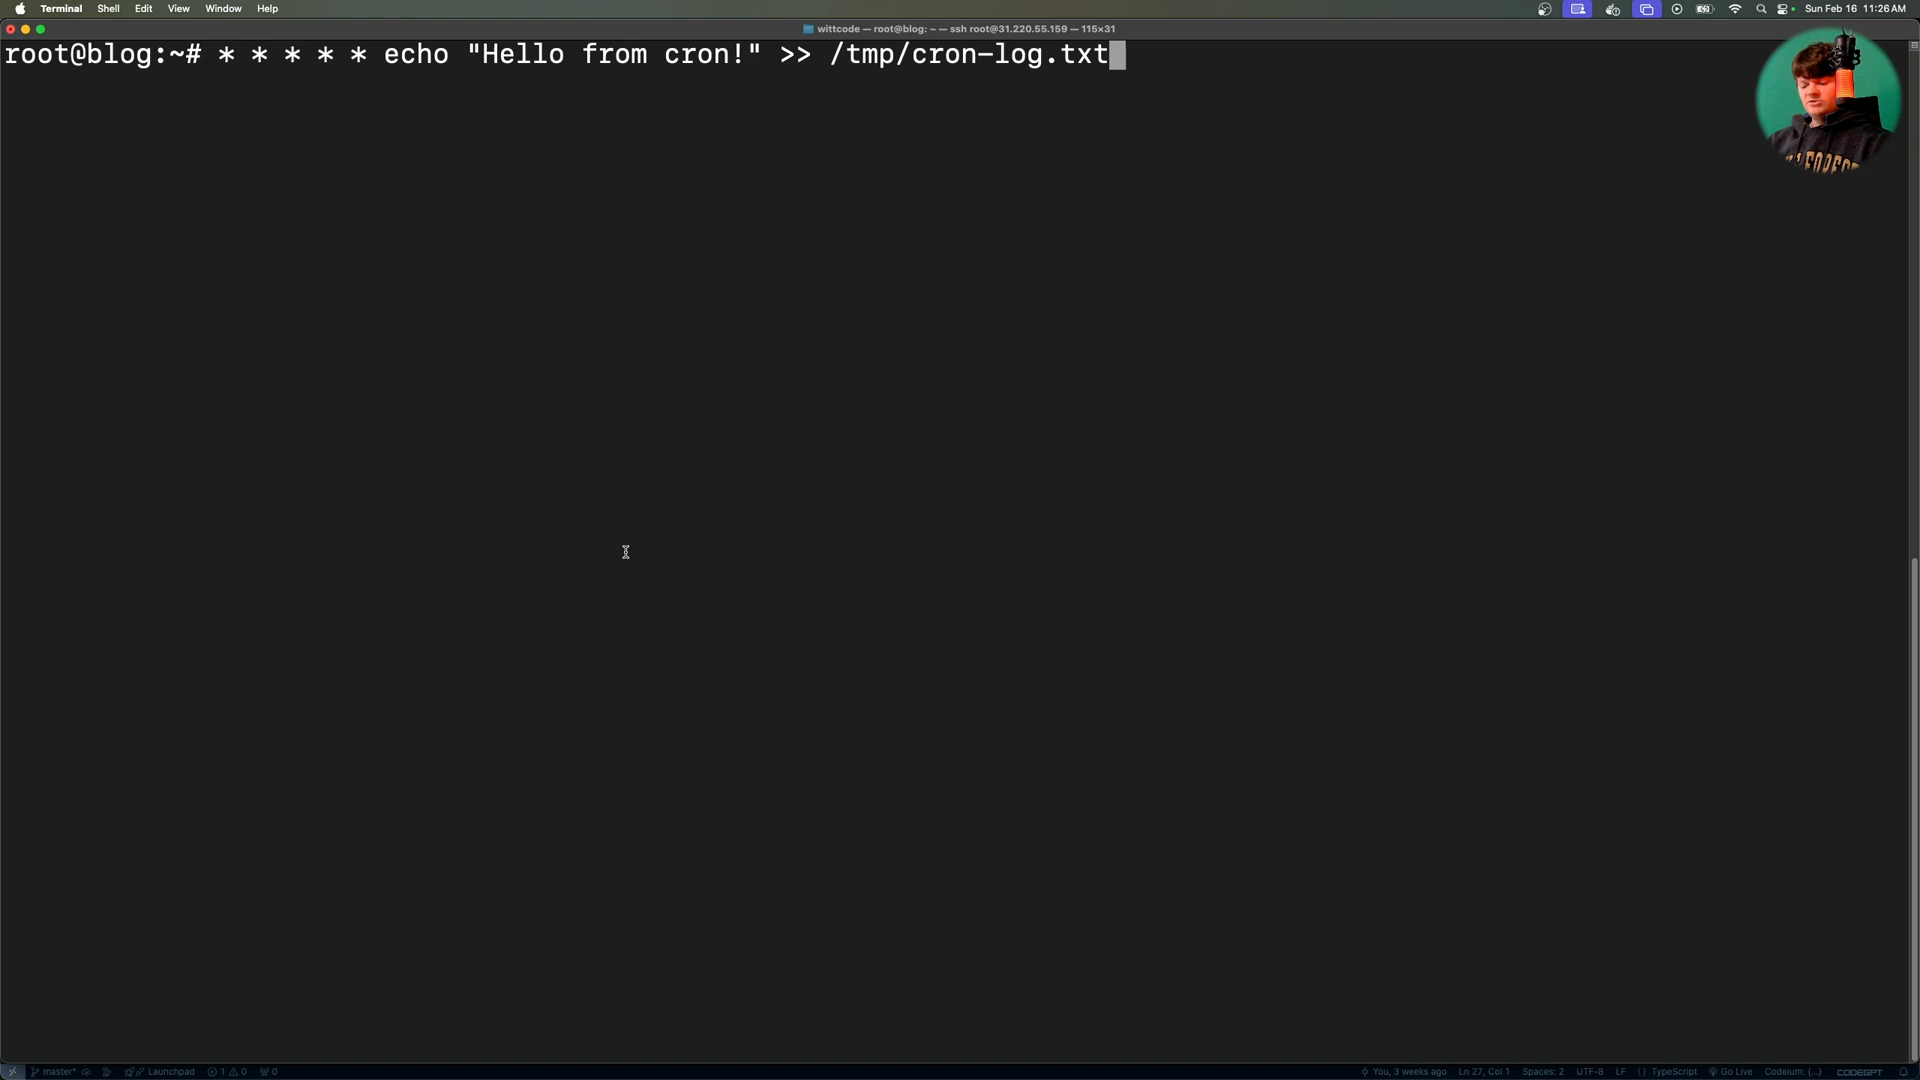 Terminal Shell Edit View Window Help
Sun Feb 16 11:26 AM
wittcode — root@blog: ~ — ssh root@31.220.55.159 — 115×31
root@blog:~# * * * * * echo "Hello from cron!" >> /tmp/cron-log.txt
master* Launchpad 1 0 0 You, 3 weeks ago Ln 27, Col 1 Spaces: 2 UTF-8 LF {} TypeScript Go Live Codeium: {...} CODEGPT